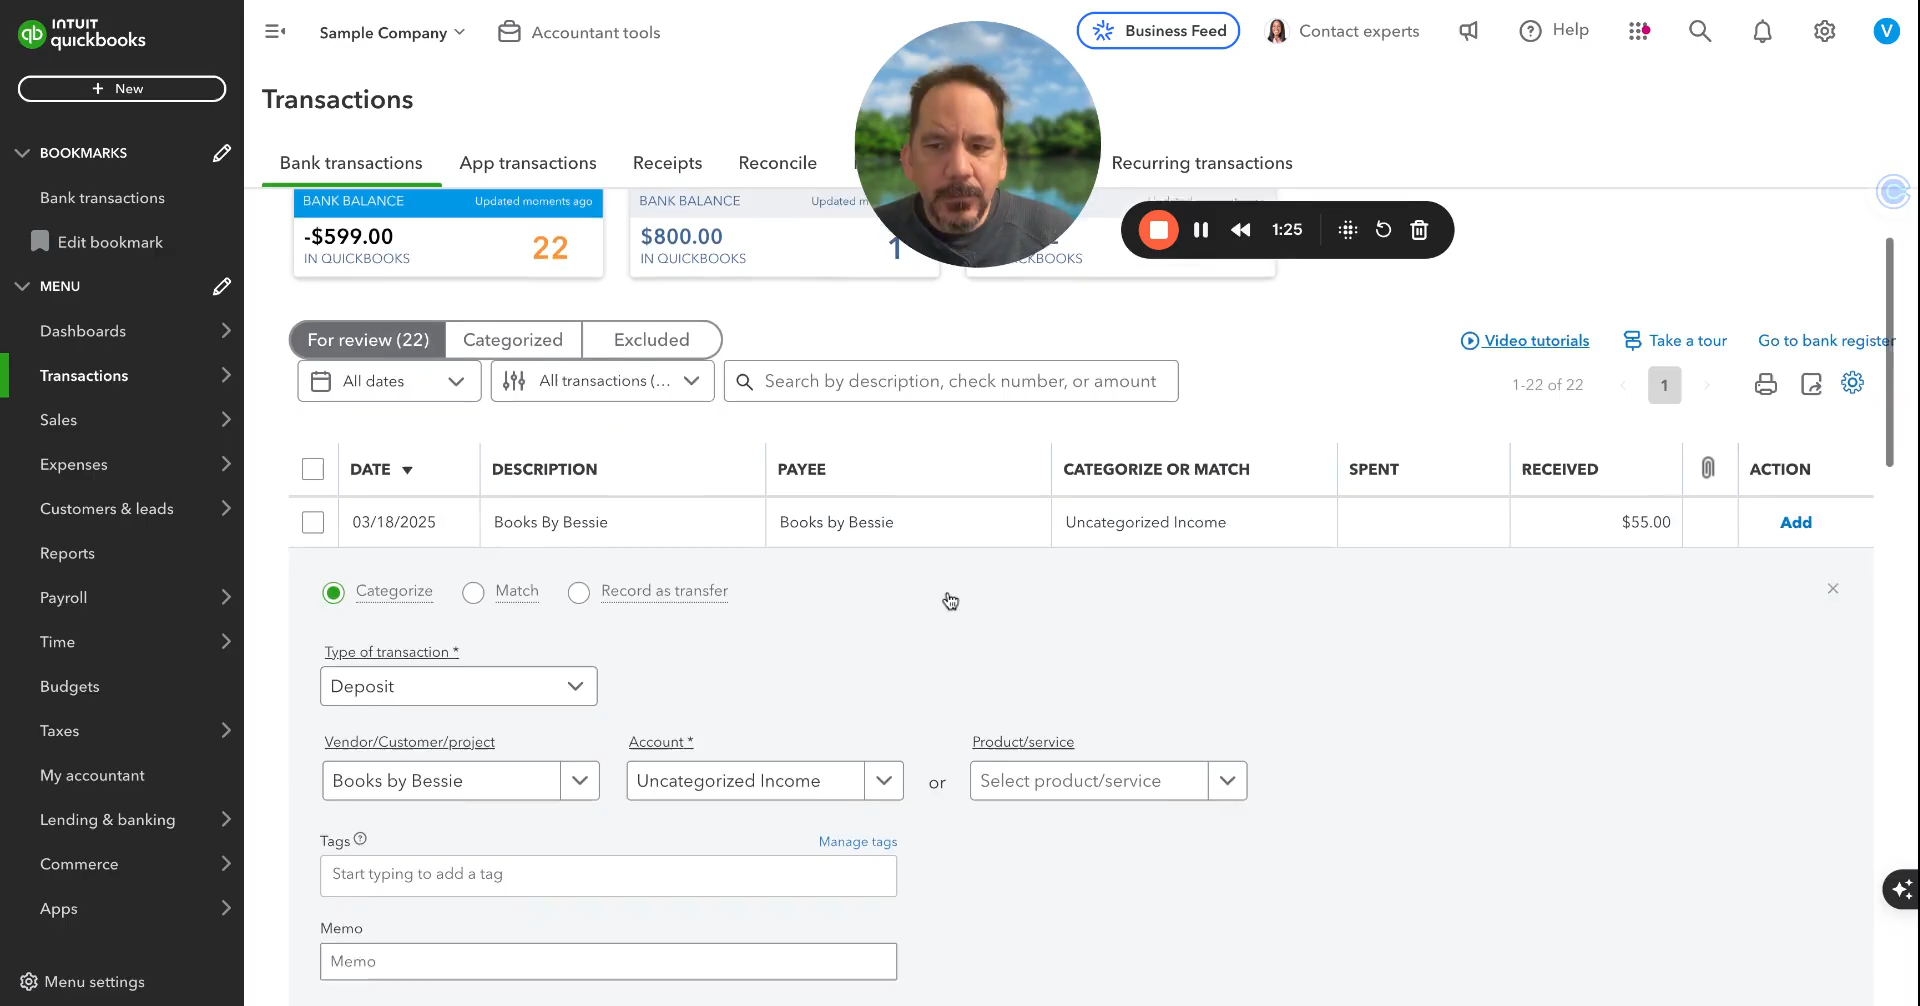 INTUIT
quickbooks
qb
+ New
BOOKMARKS
Bank transactions
Edit bookmark
MENU
Dashboards
Transactions
Sales
Expenses
Customers & leads
Reports
Payroll
Time
Budgets
Taxes
My accountant
Lending & banking
Commerce
Apps
Menu settings
Sample Company
Accountant tools
Business Feed
Contact experts
Help
V
Transactions
Bank transactions
App transactions
Receipts
Reconcile
Recurring transactions
BANK BALANCE
Updated moments ago
-$599.00
IN QUICKBOOKS
22
BANK BALANCE
Updated
$800.00
IN QUICKBOOKS
1
1:25
For review (22)
Categorized
Excluded
Video tutorials
Take a tour
Go to bank register
All dates
All transactions (...
Search by description, check number, or amount
1-22 of 22
1
DATE
DESCRIPTION
PAYEE
CATEGORIZE OR MATCH
SPENT
RECEIVED
ACTION
03/18/2025
Books By Bessie
Books by Bessie
Uncategorized Income
$55.00
Add
Categorize
Match
Record as transfer
Type of transaction *
Deposit
Vendor/Customer/project
Account *
Product/service
Books by Bessie
Uncategorized Income
or
Select product/service
Tags
Manage tags
Start typing to add a tag
Memo
Memo